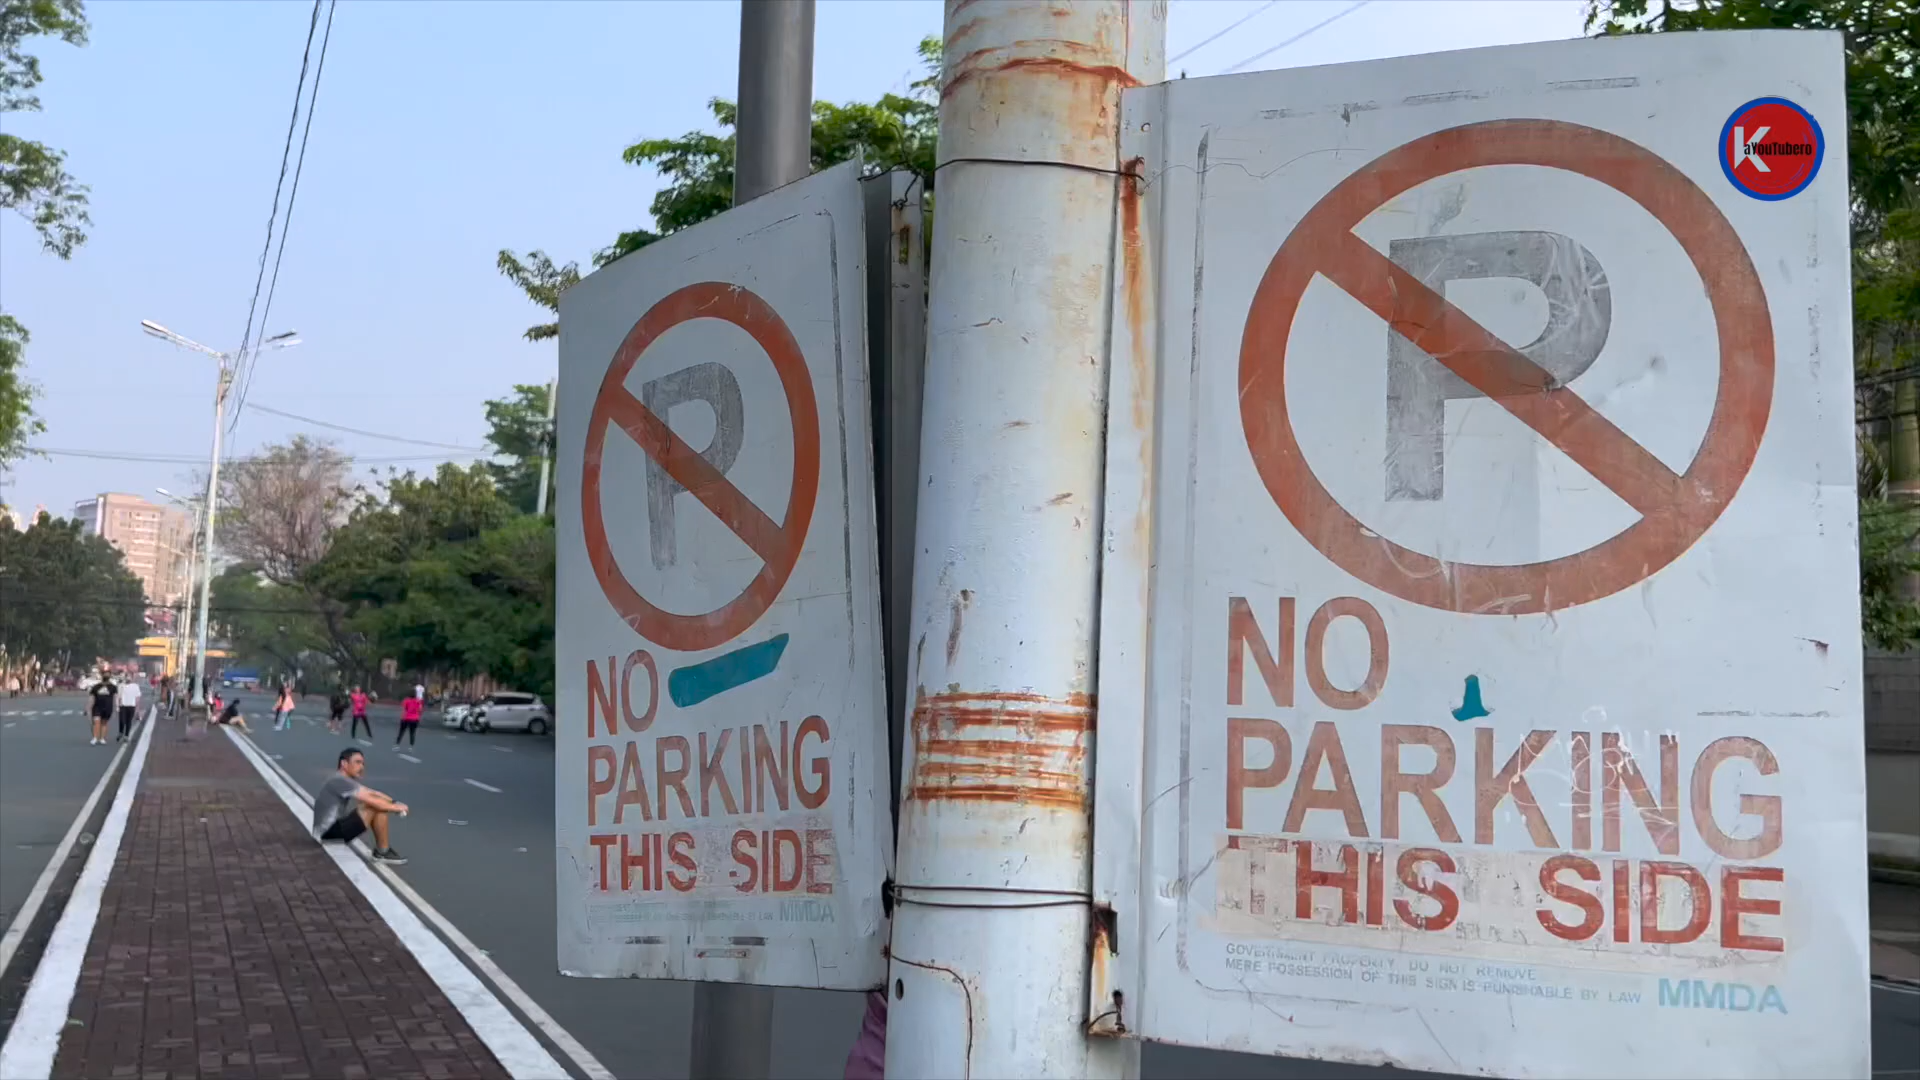 P
NO
PARKING
THIS SIDE
MMDA
P
NO
PARKING
THIS SIDE
GOVERNMENT PROPERTY DO NOT REMOVE
MERE POSSESSION OF THIS SIGN IS PUNISHABLE BY LAW MMDA
KaYouTubero